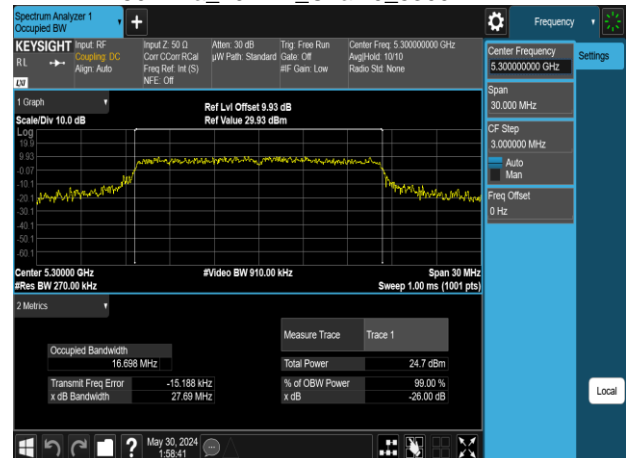 Spectrum Analyzer 1
Occupied BW
Frequency
KEYSIGHT
RL
LXI
Input: RF
Coupling: DC
Align: Auto
Input Z: 50 Ω
Corr CCorr RCal
Freq Ref: Int (S)
NFE: Off
Atten: 30 dB
µW Path: Standard
Trig: Free Run
Gate: Off
#IF Gain: Low
Center Freq: 5.300000000 GHz
Avg|Hold: 10/10
Radio Std: None
Center Frequency
5.300000000 GHz
Settings
Span
30.000 MHz
CF Step
3.000000 MHz
Auto
Man
Freq Offset
0 Hz
1 Graph
Scale/Div 10.0 dB
Ref Lvl Offset 9.93 dB
Ref Value 29.93 dBm
Log
19.9
9.93
-0.07
-10.1
-20.1
-30.1
-40.1
-50.1
-60.1
Center 5.30000 GHz
#Video BW 910.00 kHz
Span 30 MHz
#Res BW 270.00 kHz
Sweep 1.00 ms (1001 pts)
2 Metrics
Measure Trace
Trace 1
Occupied Bandwidth
16.698 MHz
Total Power
24.7 dBm
Transmit Freq Error
-15.188 kHz
% of OBW Power
99.00 %
x dB Bandwidth
27.69 MHz
x dB
-26.00 dB
Local
?
May 30, 2024
1:58:41